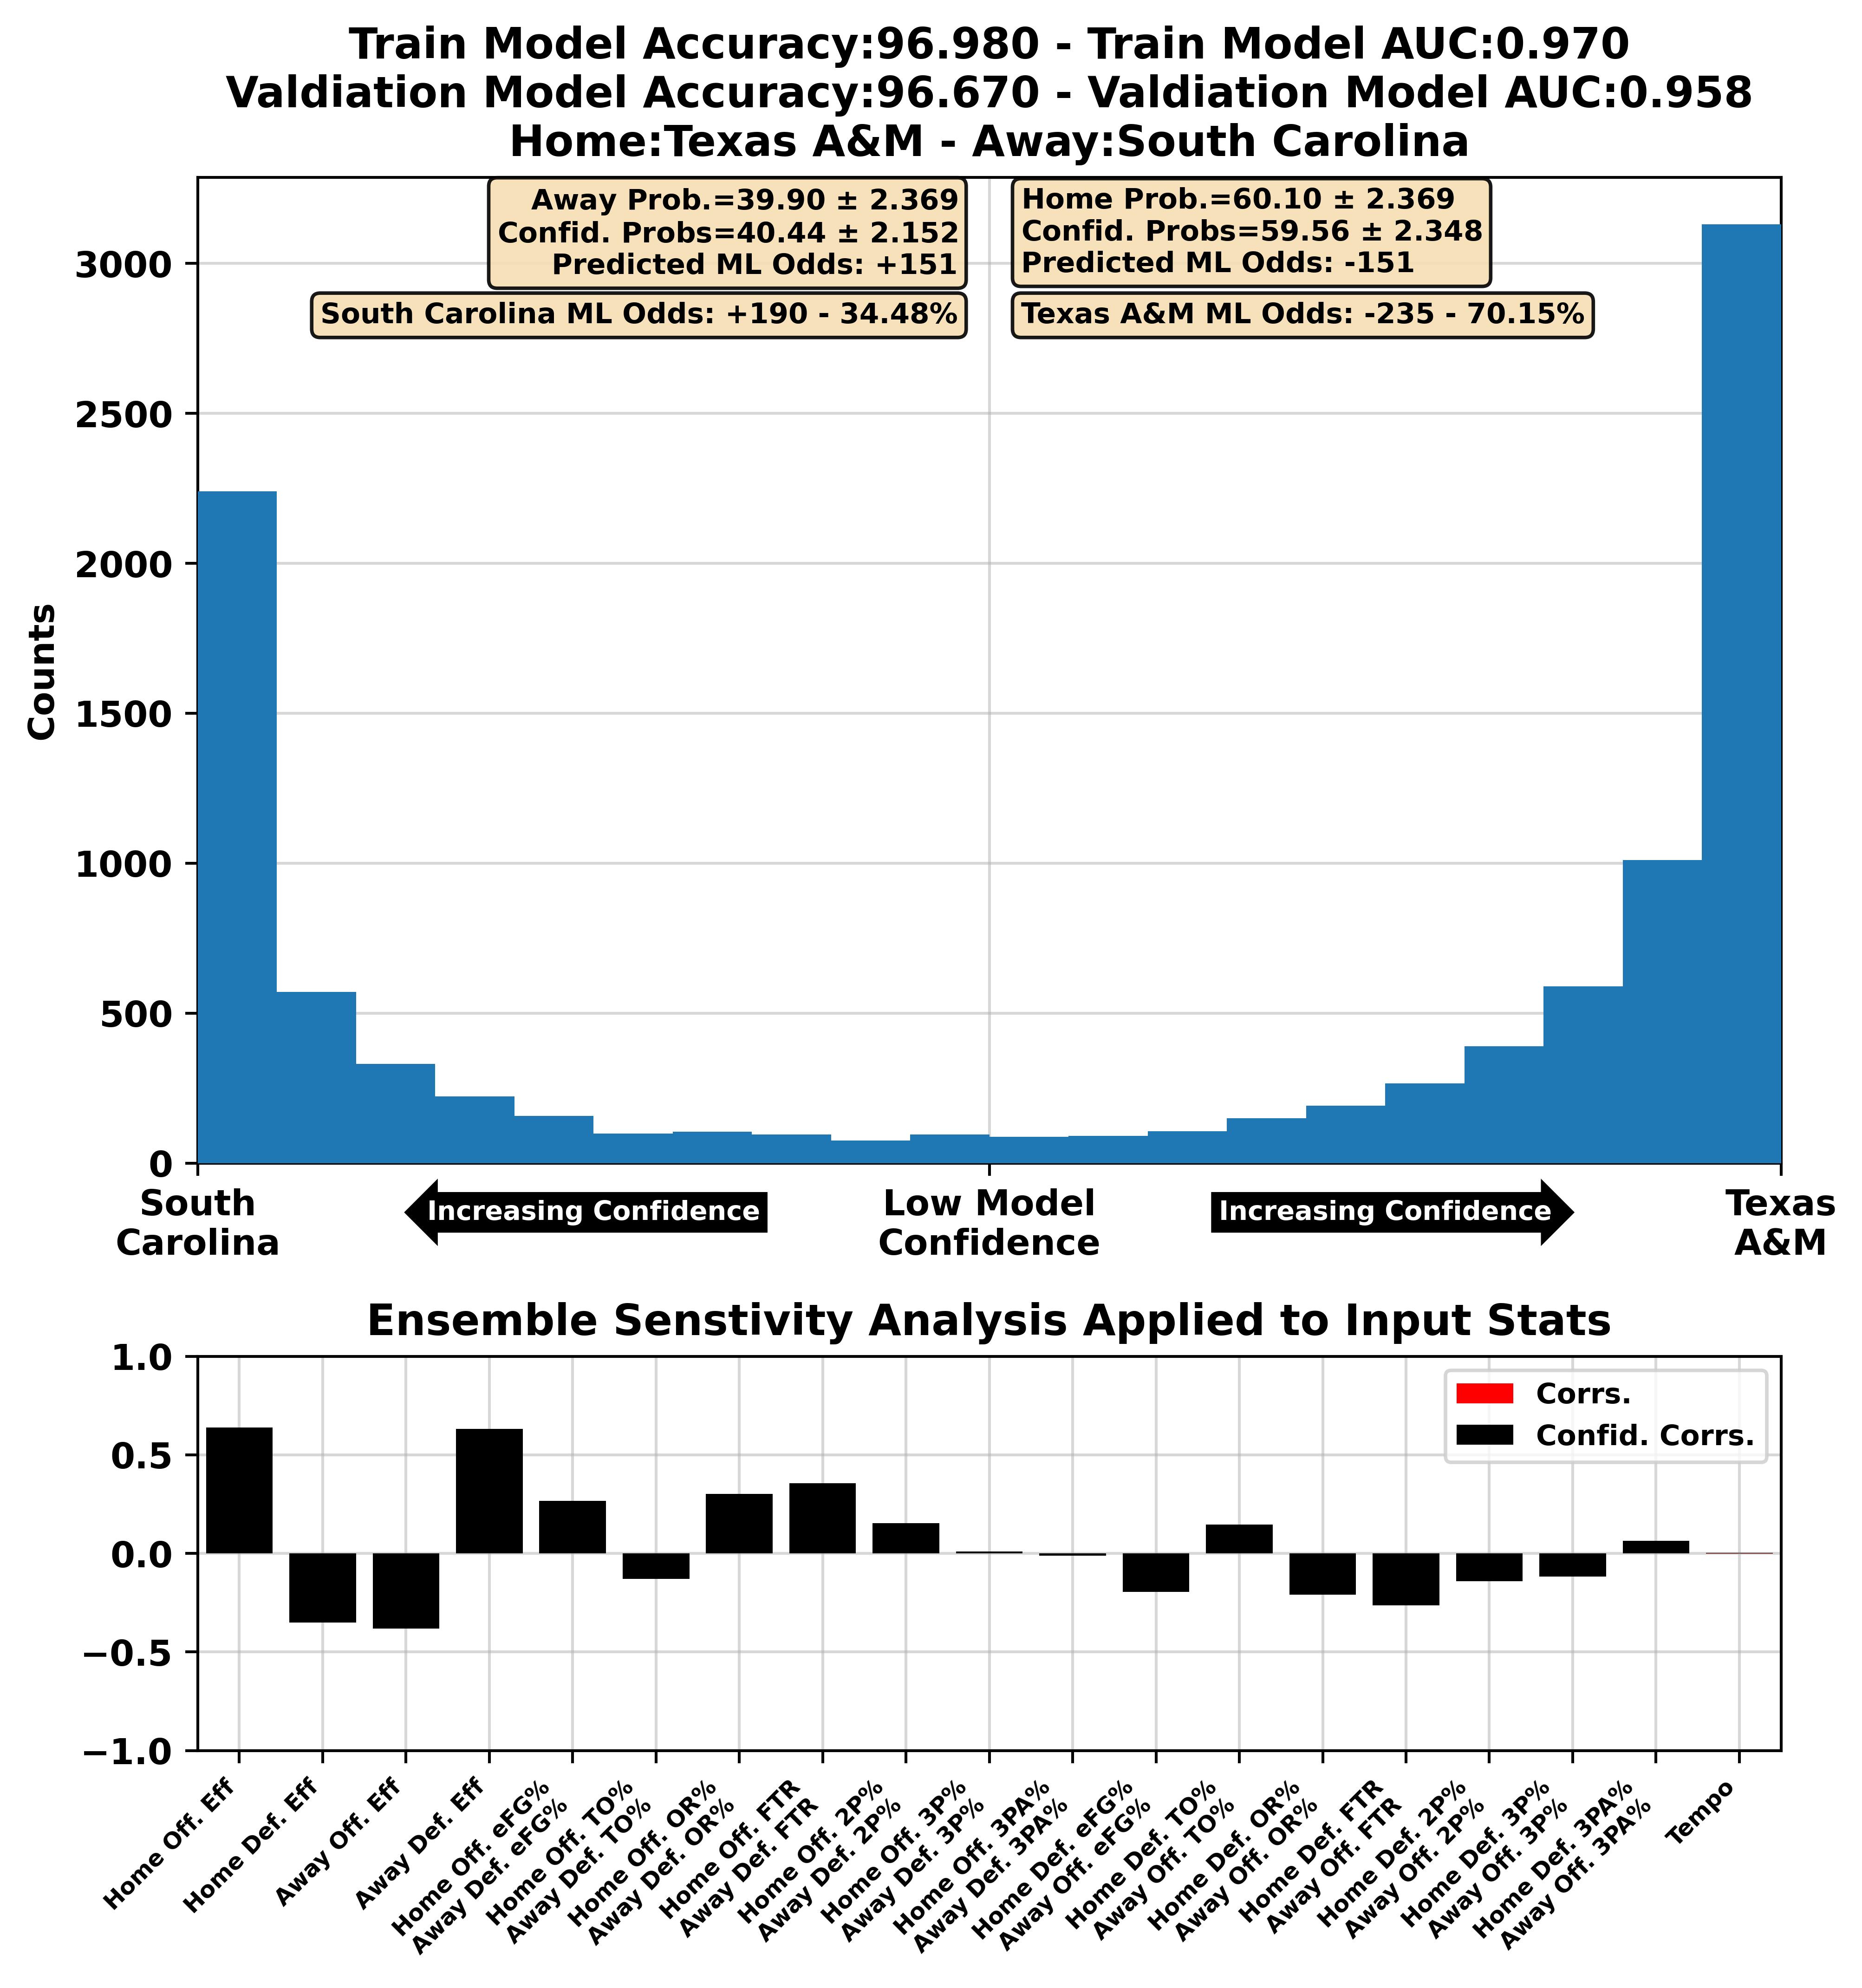 Train Model Accuracy:96.980 - Train Model AUC:0.970
Valdiation Model Accuracy:96.670 - Valdiation Model AUC:0.958
Home:Texas A&M - Away:South Carolina
Away Prob.=39.90 ± 2.369
Confid. Probs=40.44 ± 2.152
Predicted ML Odds: +151
South Carolina ML Odds: +190 - 34.48%
Home Prob.=60.10 ± 2.369
Confid. Probs=59.56 ± 2.348
Predicted ML Odds: -151
Texas A&M ML Odds: -235 - 70.15%
Counts
3000
2500
2000
1500
1000
500
0
South
Carolina
Increasing Confidence
Low Model
Confidence
Increasing Confidence
Texas
A&M
Ensemble Senstivity Analysis Applied to Input Stats
1.0
0.5
0.0
−0.5
−1.0
Corrs.
Confid. Corrs.
Home Off. Eff
Home Def. Eff
Away Off. Eff
Away Def. Eff
Home Off. eFG%
Away Def. eFG%
Home Off. TO%
Away Def. TO%
Home Off. OR%
Away Def. OR%
Home Off. FTR
Away Def. FTR
Home Off. 2P%
Away Def. 2P%
Home Off. 3P%
Away Def. 3P%
Home Off. 3PA%
Away Def. 3PA%
Home Def. eFG%
Away Off. eFG%
Home Def. TO%
Away Off. TO%
Home Def. OR%
Away Off. OR%
Home Def. FTR
Away Off. FTR
Home Def. 2P%
Away Off. 2P%
Home Def. 3P%
Away Off. 3P%
Home Def. 3PA%
Away Off. 3PA%
Tempo